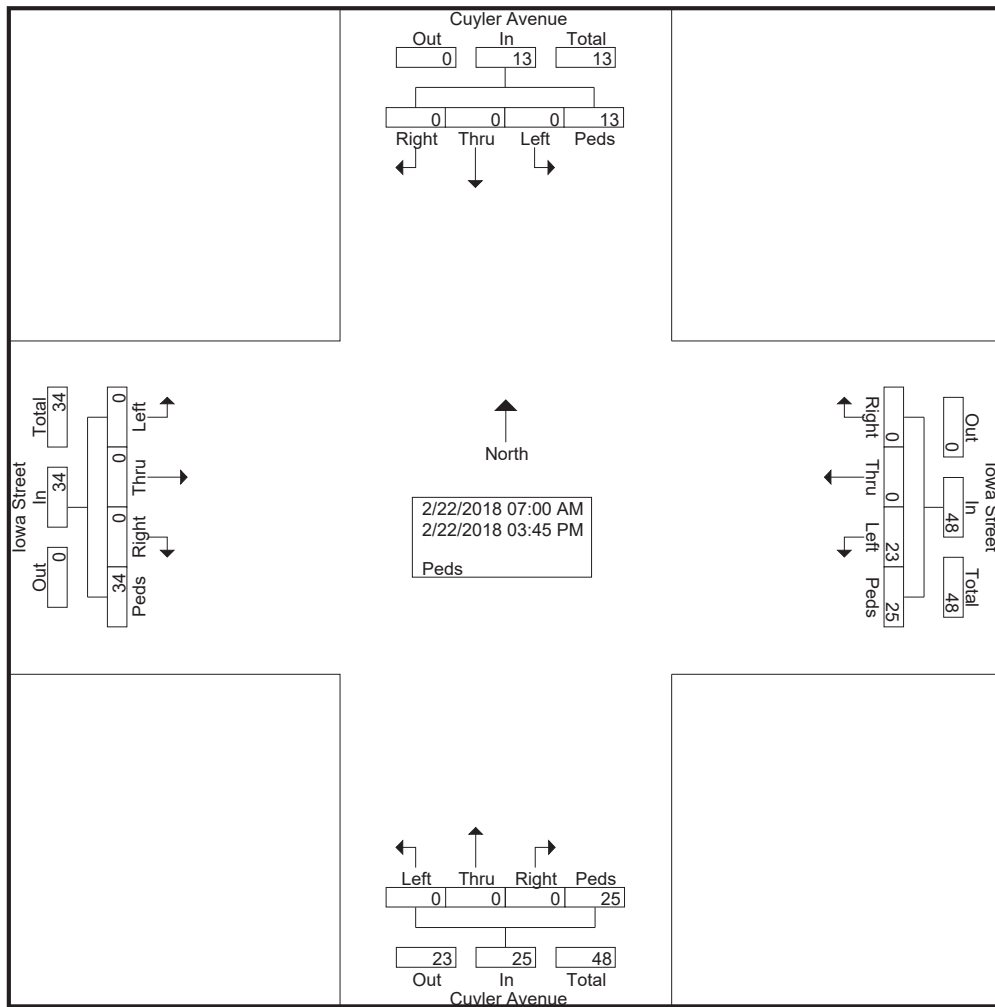 Cuyler Avenue
Out In Total
0 13 13
0 0 0 13
Right Thru Left Peds
Iowa Street
Total In Out
34 34 0
0 0 0 34
Left Thru Right Peds
North
2/22/2018 07:00 AM
2/22/2018 03:45 PM
Peds
Right Thru Left Peds
0 0 23 25
Out In Total
0 48 48
Iowa Street
Left Thru Right Peds
0 0 0 25
23 25 48
Out In Total
Cuyler Avenue